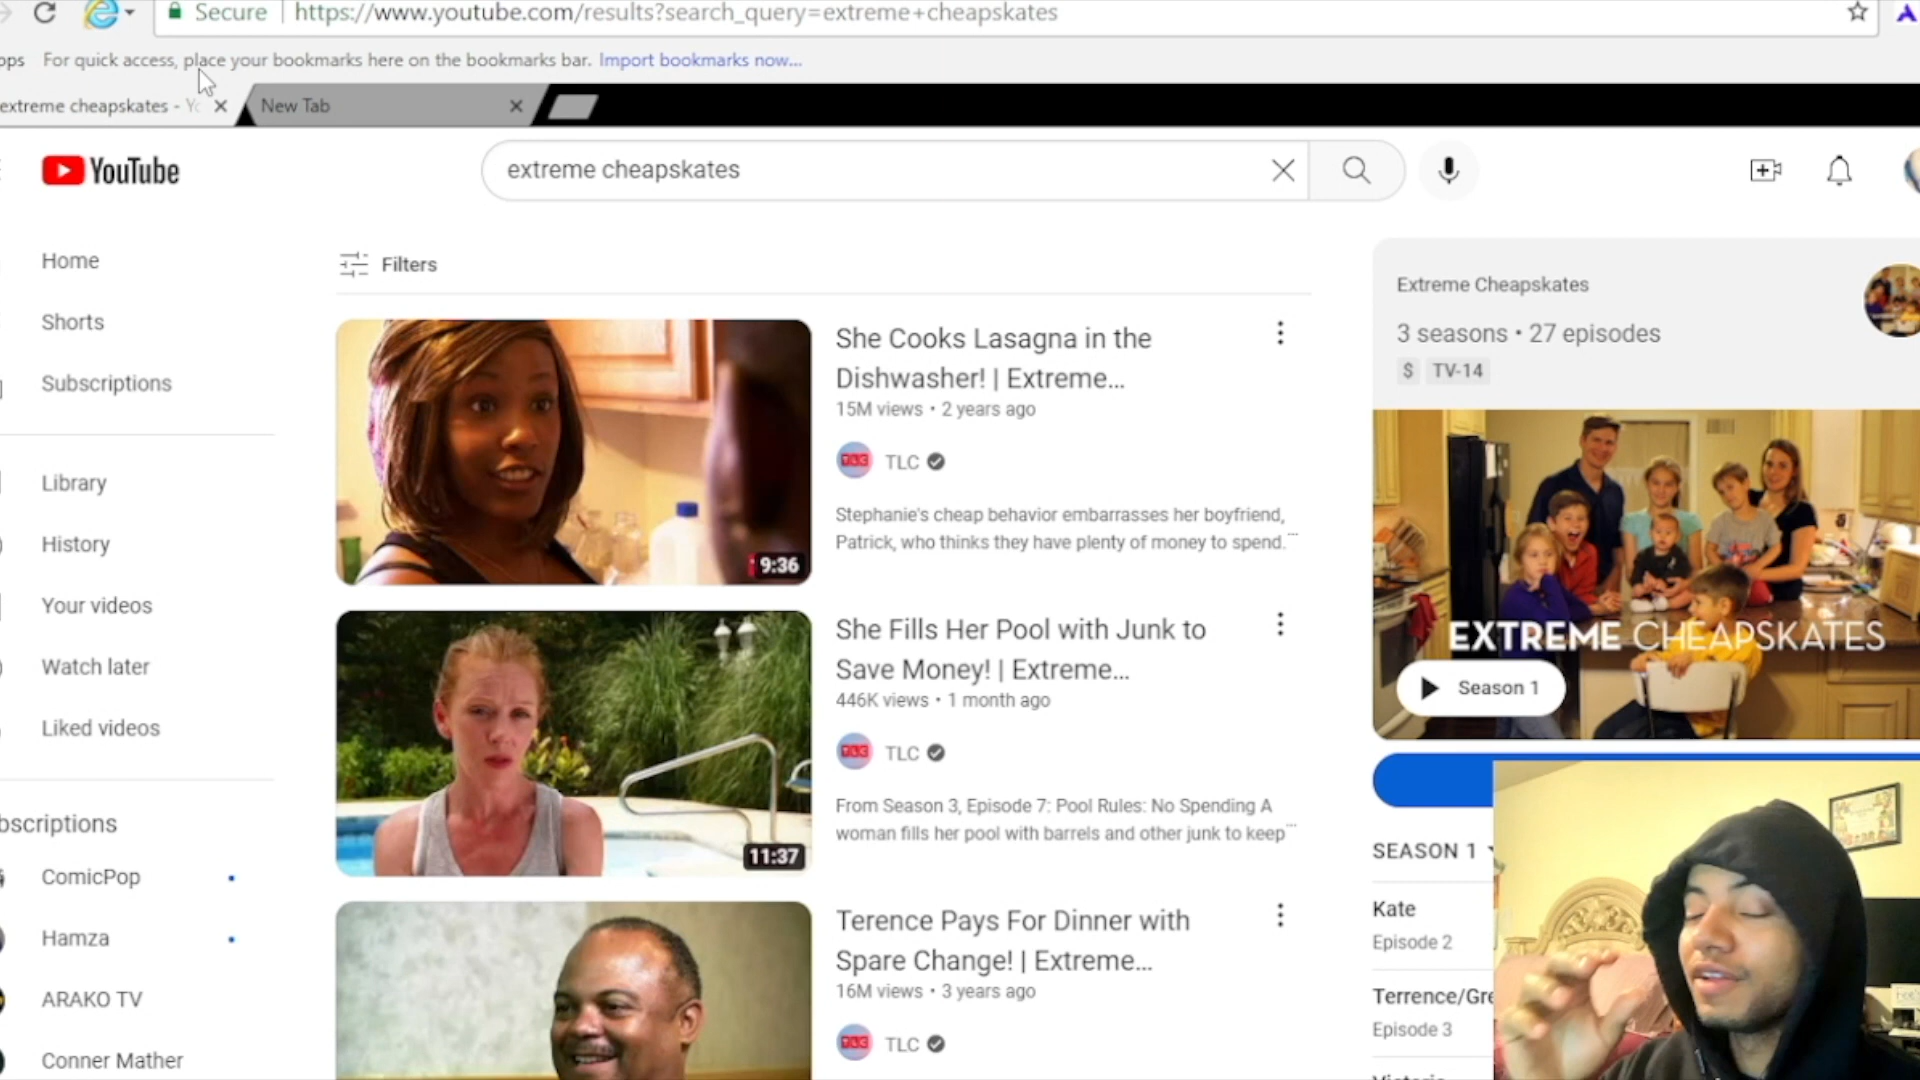 Secure
https://www.youtube.com/results?search_query=extreme+cheapskates
For quick access, place your bookmarks here on the bookmarks bar. Import bookmarks now...
extreme cheapskates - Yo
New Tab
YouTube
extreme cheapskates
Home
Shorts
Subscriptions
Library
History
Your videos
Watch later
Liked videos
bscriptions
ComicPop
Hamza
ARAKO TV
Conner Mather
Filters
9:36
She Cooks Lasagna in the
Dishwasher! | Extreme...
15M views • 2 years ago
TLC
TLC
Stephanie's cheap behavior embarrasses her boyfriend,
Patrick, who thinks they have plenty of money to spend. ...
11:37
She Fills Her Pool with Junk to
Save Money! | Extreme...
446K views • 1 month ago
TLC
TLC
From Season 3, Episode 7: Pool Rules: No Spending A
woman fills her pool with barrels and other junk to keep ...
Terence Pays For Dinner with
Spare Change! | Extreme...
16M views • 3 years ago
TLC
TLC
Extreme Cheapskates
3 seasons • 27 episodes
$ TV-14
EXTREME CHEAPSKATES
Season 1
SEASON 1
Kate
Episode 2
Terrence/Gre
Episode 3